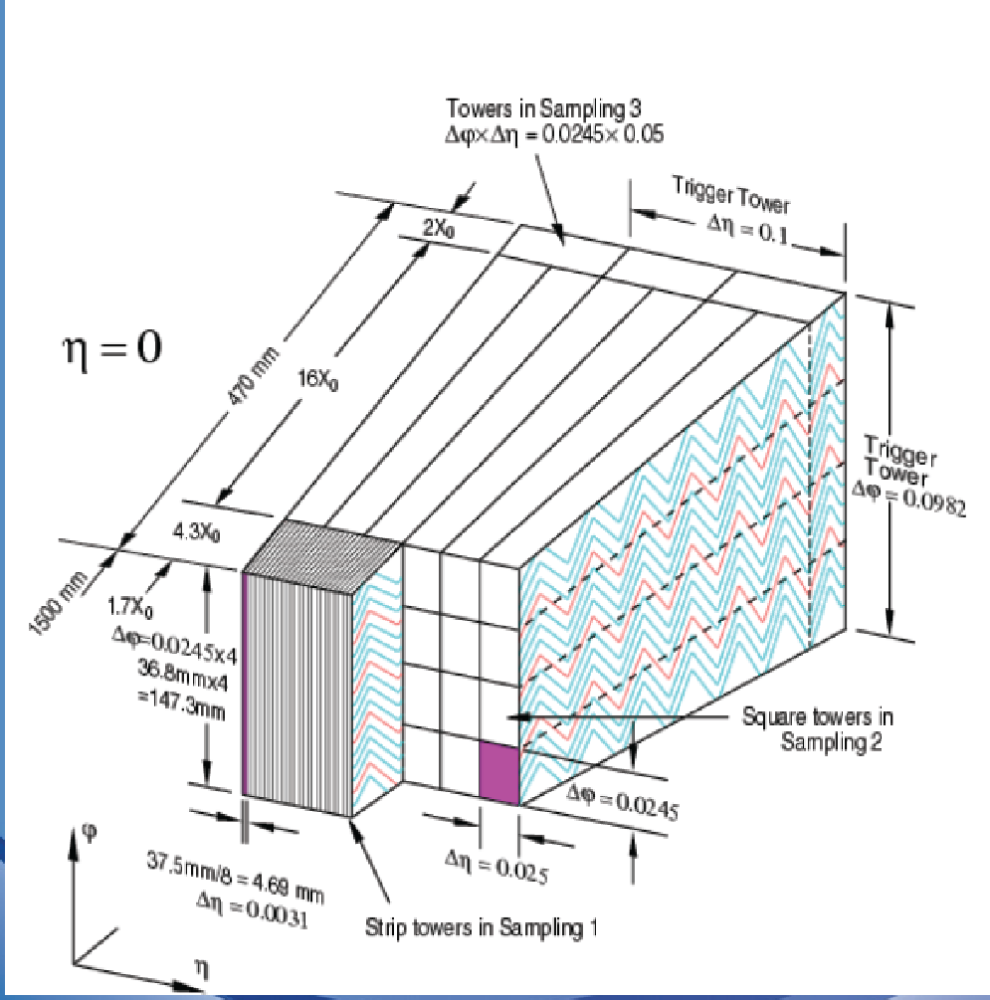 Towers in Sampling 3
Δφ×Δη = 0.0245× 0.05
Trigger Tower
Δη = 0.1
2X₀
η = 0
470 mm
16X₀
Trigger
Tower
Δφ = 0.0982
4.3X₀
1500 mm
1.7X₀
Δφ=0.0245x4
36.8mmx4
=147.3mm
Square towers in
Sampling 2
Δφ = 0.0245
Δη = 0.025
37.5mm/8 = 4.69 mm
Δη = 0.0031
Strip towers in Sampling 1
φ
η